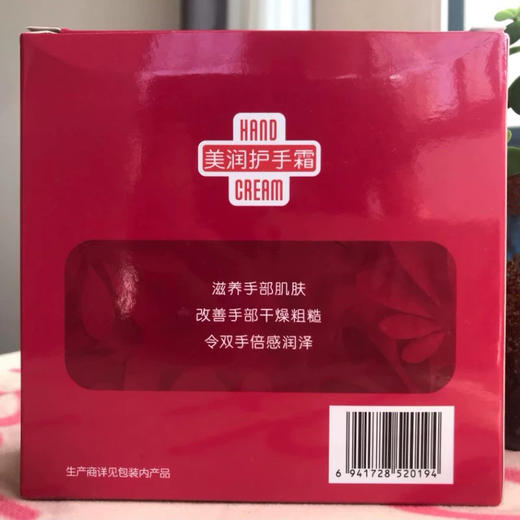 HAND
美润护手霜
CREAM
滋养手部肌肤
改善手部干燥粗糙
令双手倍感润泽
生产商详见包装内产品
6 941728 520194